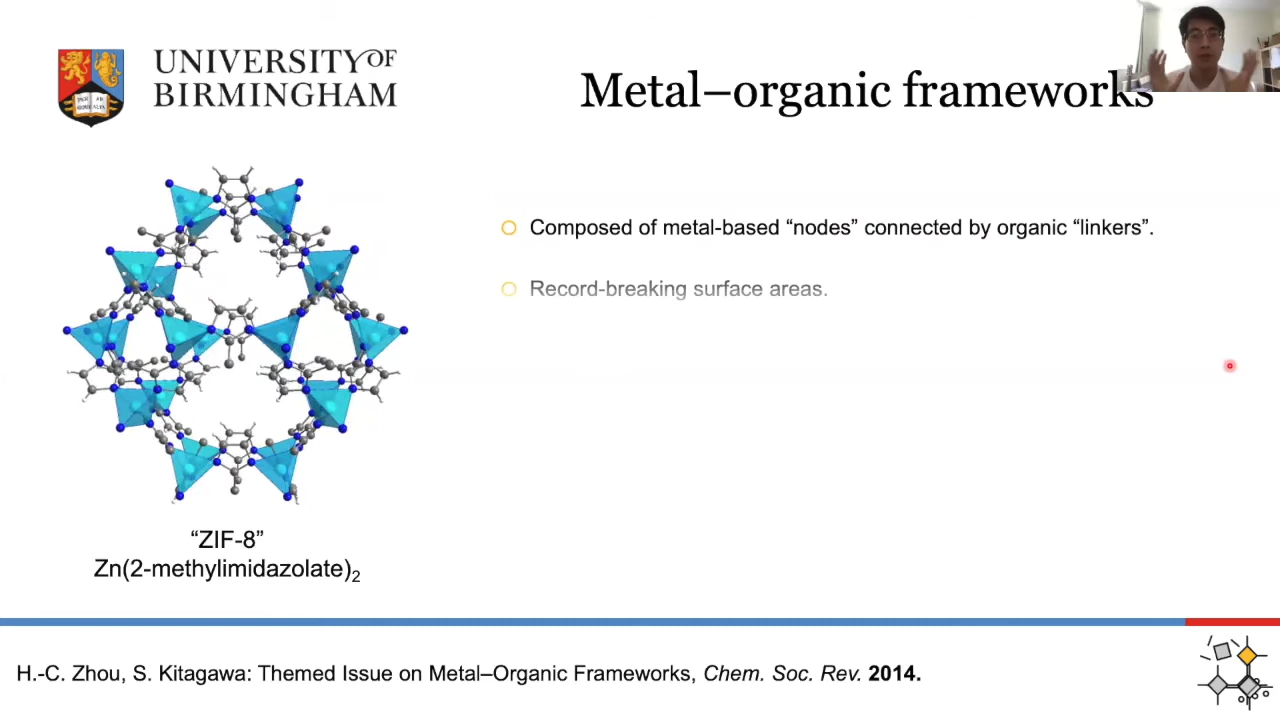 UNIVERSITY OF
BIRMINGHAM
Metal–organic frameworks
Composed of metal-based “nodes” connected by organic “linkers”.
Record-breaking surface areas.
“ZIF-8”
Zn(2-methylimidazolate)₂
H.-C. Zhou, S. Kitagawa: Themed Issue on Metal–Organic Frameworks, Chem. Soc. Rev. 2014.